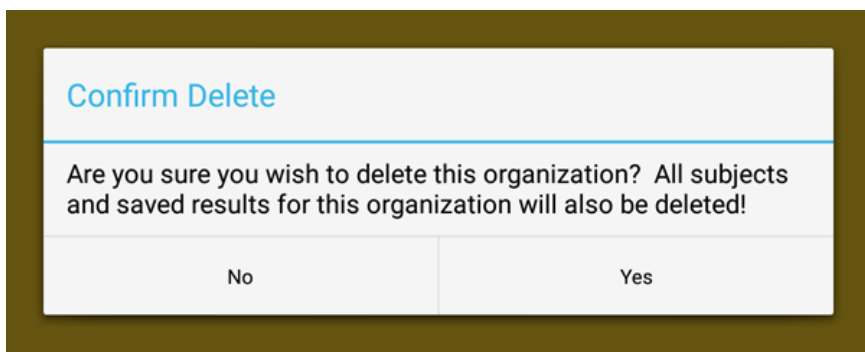 Confirm Delete
Are you sure you wish to delete this organization?  All subjects
and saved results for this organization will also be deleted!
No
Yes